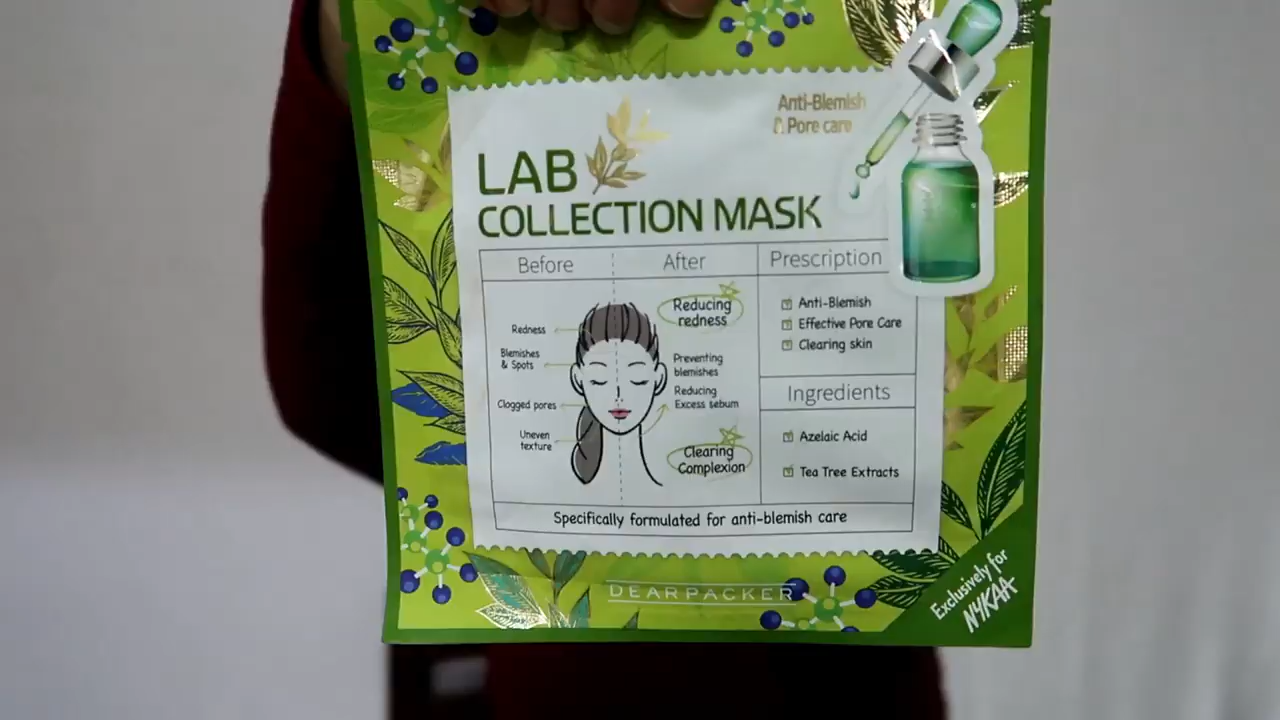 Anti-Blemish
& Pore care
LAB
COLLECTION MASK
Before
After
Prescription
Redness
Blemishes
& Spots
Clogged pores
Uneven
texture
Reducing
redness
Preventing
blemishes
Reducing
Excess sebum
Clearing
Complexion
Anti-Blemish
Effective Pore Care
Clearing skin
Ingredients
Azelaic Acid
Tea Tree Extracts
Specifically formulated for anti-blemish care
DEARPACKER
Exclusively for
NYKAA